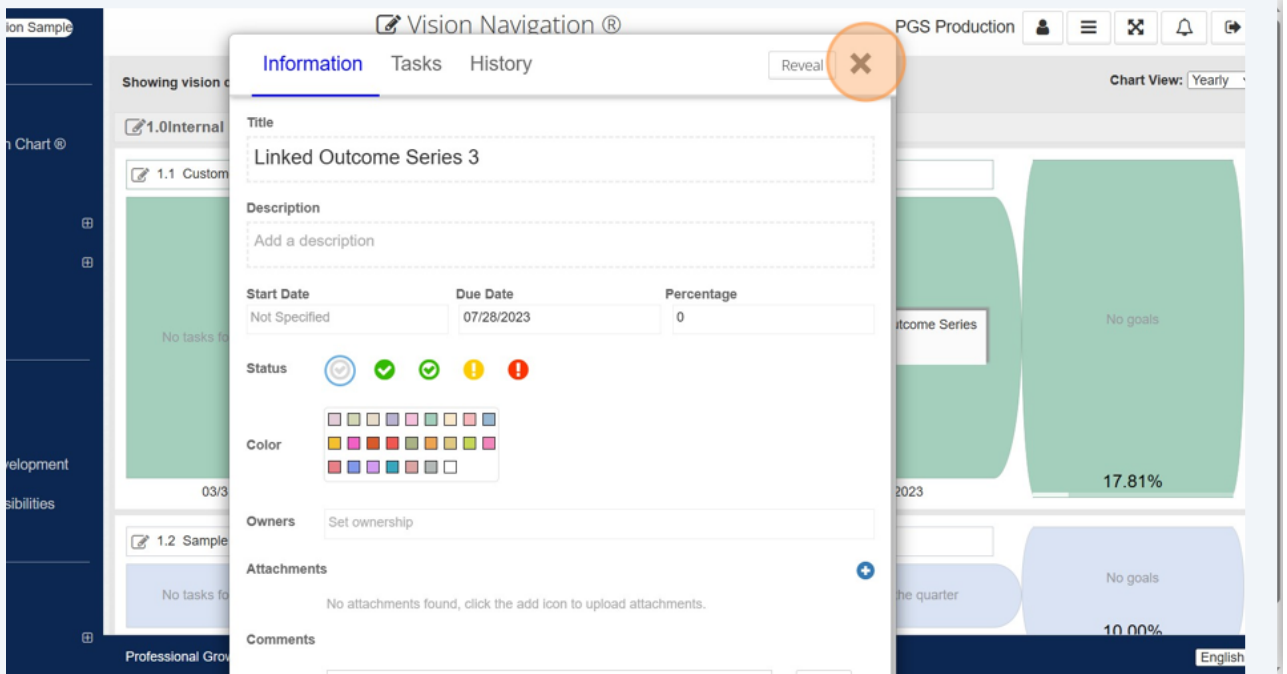 ion Sample
Vision Navigation ®
PGS Production
Information Tasks History
Reveal
Showing vision
Chart View: Yearly
1.0Internal
n Chart ®
Title
Linked Outcome Series 3
1.1 Custom
Description
Add a description
Start Date Due Date Percentage
Not Specified 07/28/2023 0
No tasks fo
utcome Series
No goals
Status
Color
velopment
17.81%
03/3
2023
sibilities
Owners Set ownership
1.2 Sample
Attachments
No goals
No tasks fo
No attachments found, click the add icon to upload attachments.
he quarter
10.00%
Comments
Professional Grow
English